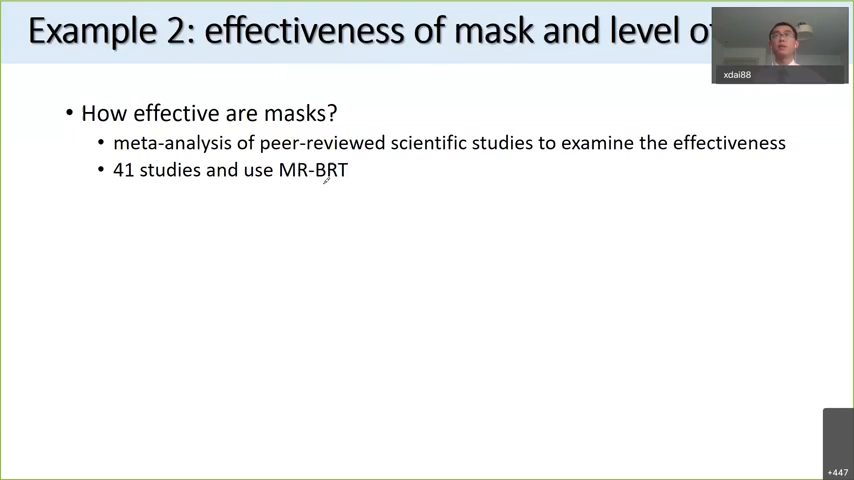 Example 2: effectiveness of mask and level of
xdai88
• How effective are masks?
• meta-analysis of peer-reviewed scientific studies to examine the effectiveness
• 41 studies and use MR-BRT
+447